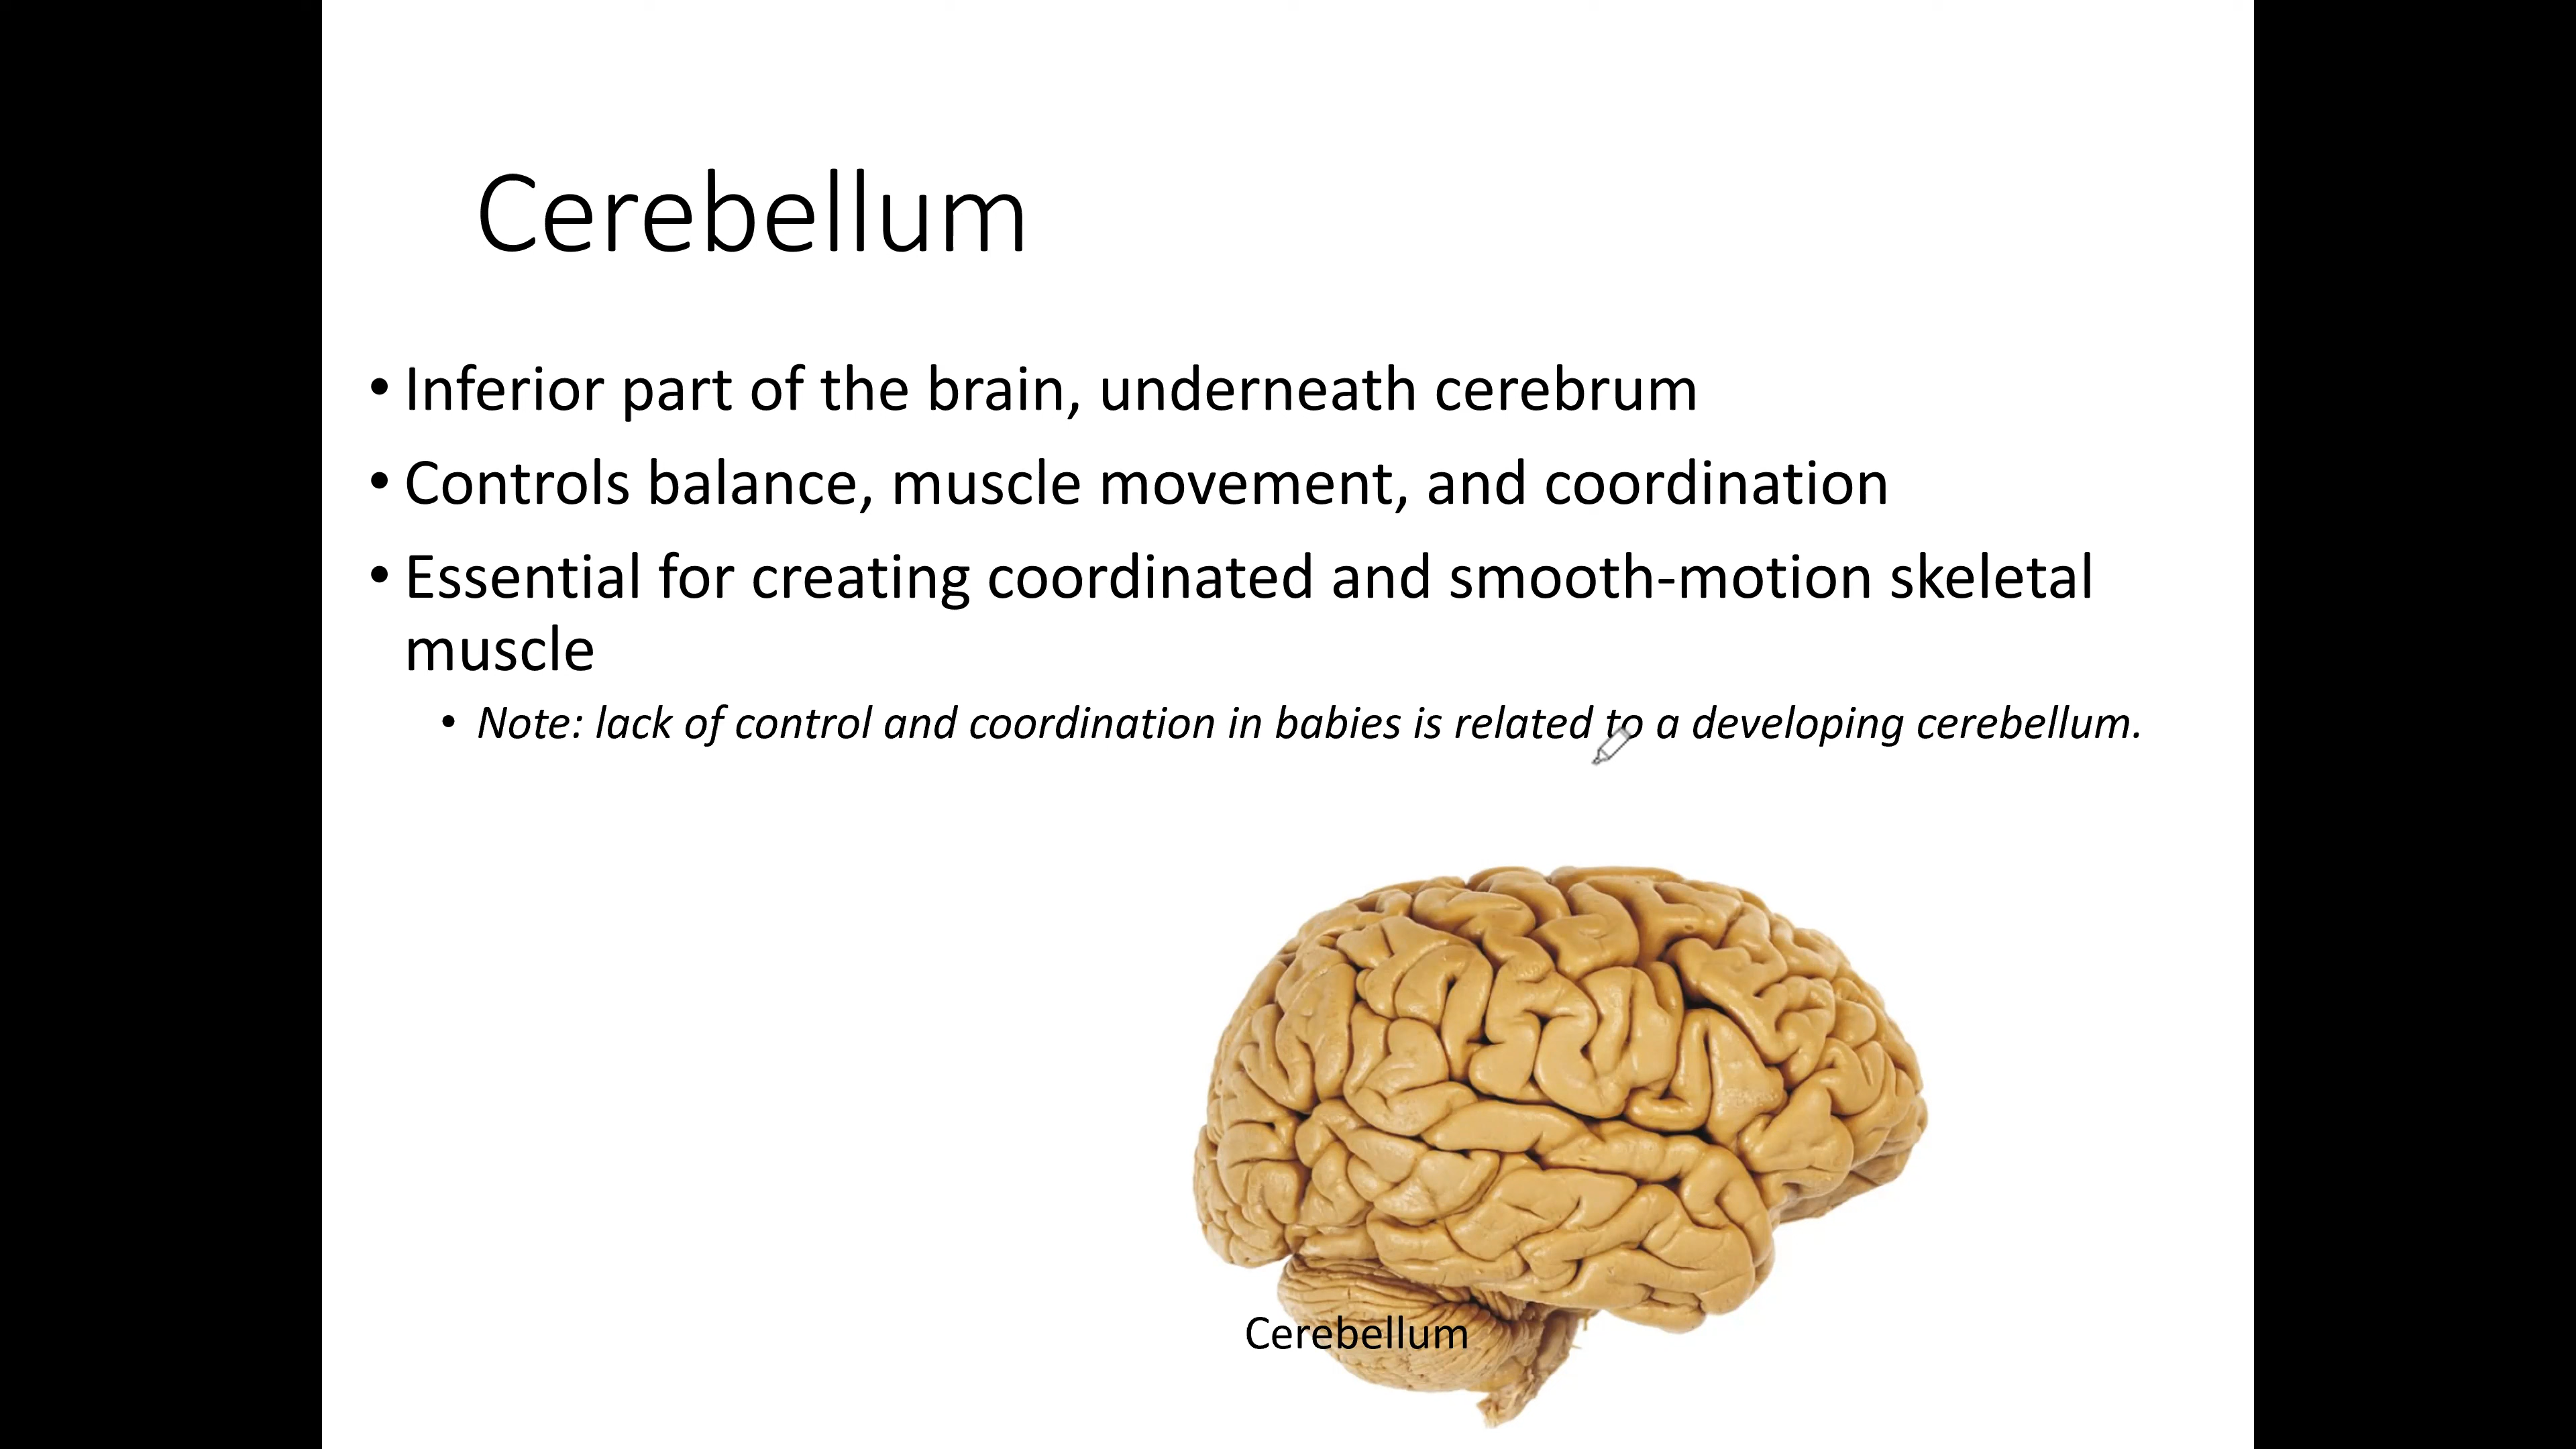 Cerebellum
• Inferior part of the brain, underneath cerebrum
• Controls balance, muscle movement, and coordination
• Essential for creating coordinated and smooth-motion skeletal
muscle
• Note: lack of control and coordination in babies is related to a developing cerebellum.
Cerebellum